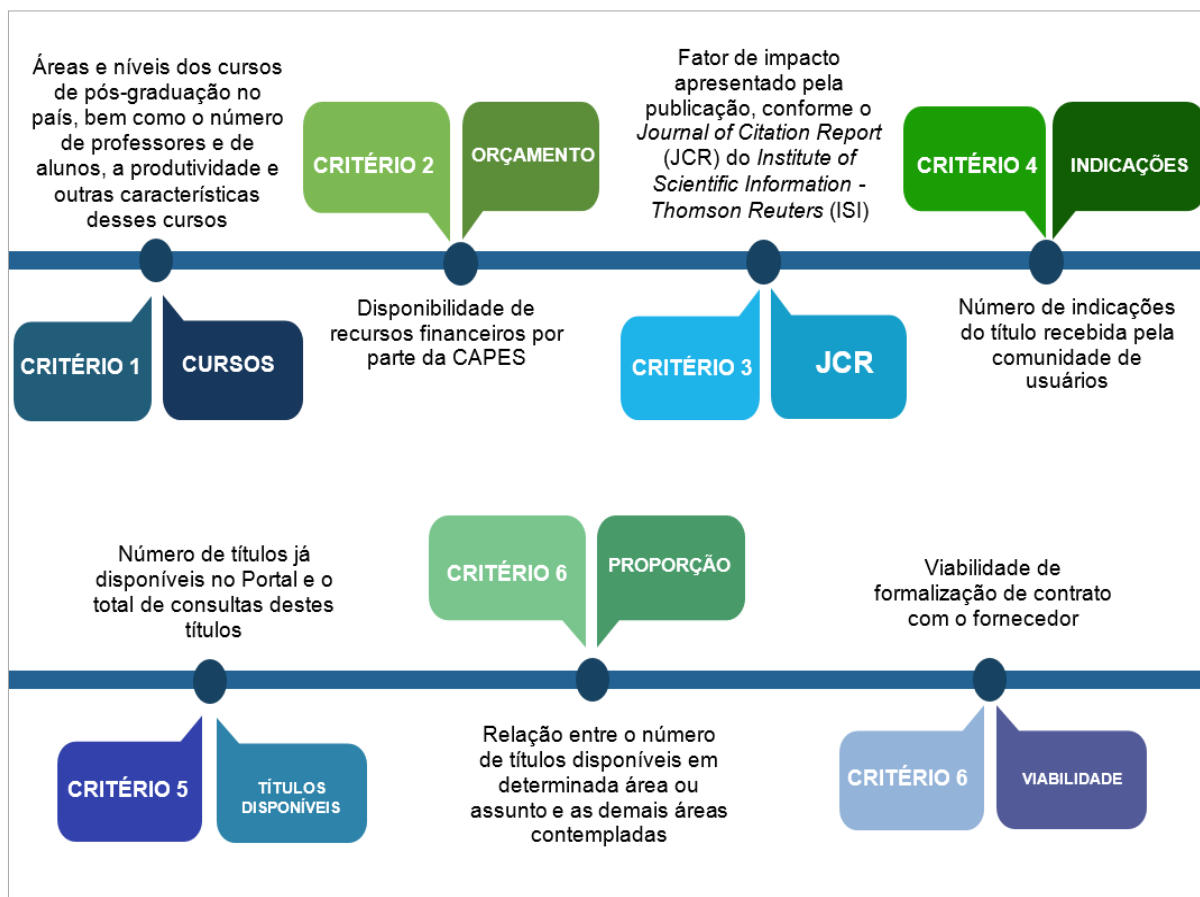 Áreas e níveis dos cursos
de pós-graduação no
país, bem como o número
de professores e de
alunos, a produtividade e
outras características
desses cursos
CRITÉRIO 1
CURSOS
CRITÉRIO 2
ORÇAMENTO
Disponibilidade de
recursos financeiros por
parte da CAPES
Fator de impacto
apresentado pela
publicação, conforme o
Journal of Citation Report
(JCR) do Institute of
Scientific Information -
Thomson Reuters (ISI)
CRITÉRIO 3
JCR
CRITÉRIO 4
INDICAÇÕES
Número de indicações
do título recebida pela
comunidade de
usuários
Número de títulos já
disponíveis no Portal e o
total de consultas destes
títulos
CRITÉRIO 5
TÍTULOS
DISPONÍVEIS
CRITÉRIO 6
PROPORÇÃO
Relação entre o número
de títulos disponíveis em
determinada área ou
assunto e as demais áreas
contempladas
Viabilidade de
formalização de contrato
com o fornecedor
CRITÉRIO 6
VIABILIDADE